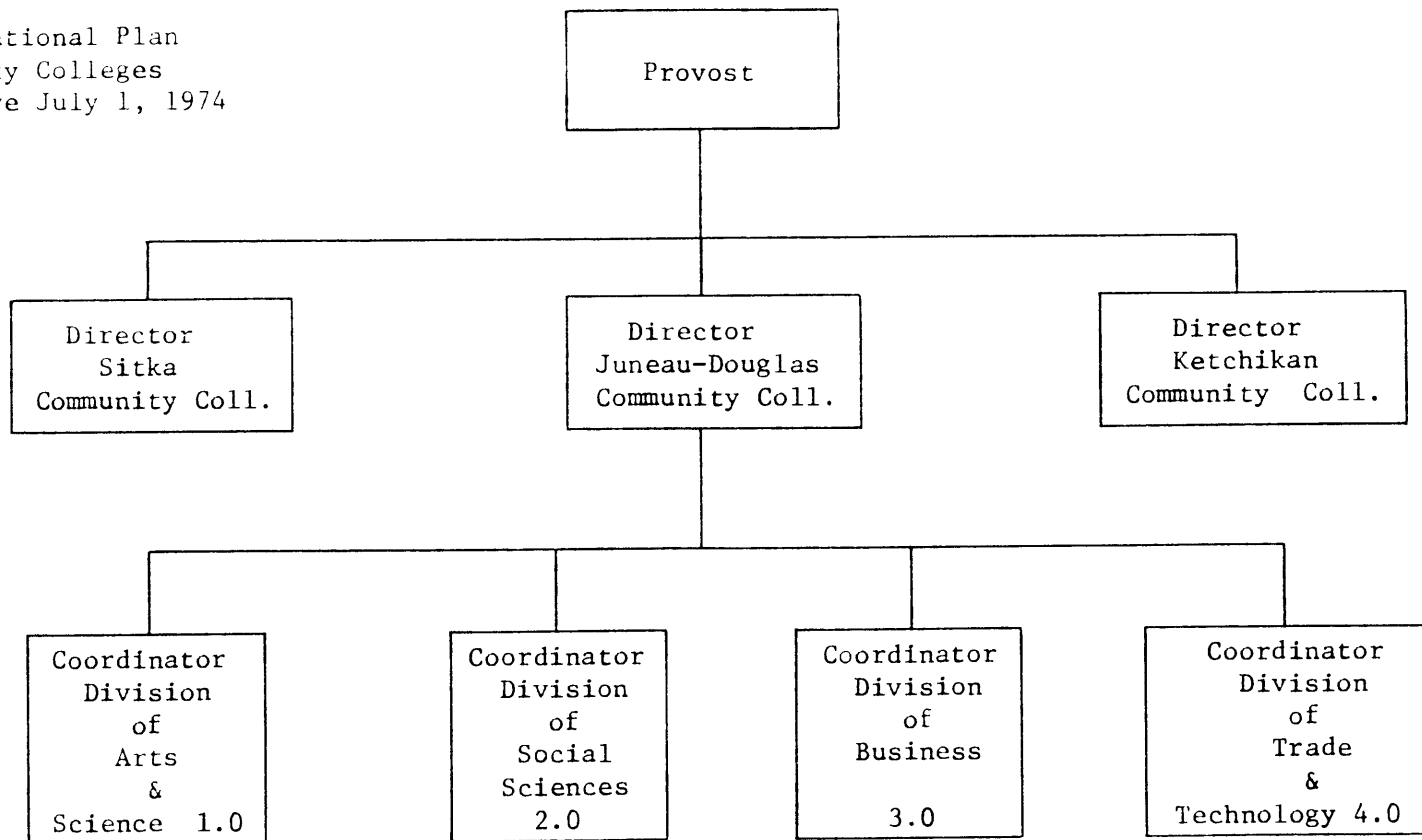 ational Plan
y Colleges
e July 1, 1974
Provost
Director
Sitka
Community Coll.
Director
Juneau-Douglas
Community Coll.
Director
Ketchikan
Community Coll.
Coordinator
Division
of
Arts
&
Science 1.0
Coordinator
Division
of
Social
Sciences
2.0
Coordinator
Division
of
Business
3.0
Coordinator
Division
of
Trade
&
Technology 4.0